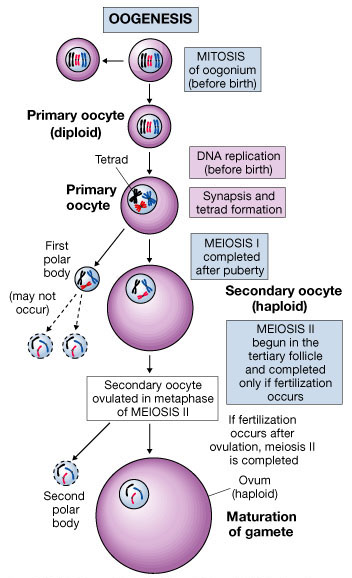 OOGENESIS
MITOSIS
of oogonium
(before birth)
Primary oocyte
(diploid)
DNA replication
(before birth)
Tetrad
Primary
oocyte
Synapsis and
tetrad formation
MEIOSIS I
completed
after puberty
First
polar
body
(may not
occur)
Secondary oocyte
(haploid)
MEIOSIS II
begun in the
tertiary follicle
and completed
only if fertilization
occurs
Secondary oocyte
ovulated in metaphase
of MEIOSIS II
If fertilization
occurs after
ovulation, meiosis II
is completed
Second
polar
body
Ovum
(haploid)
Maturation
of gamete